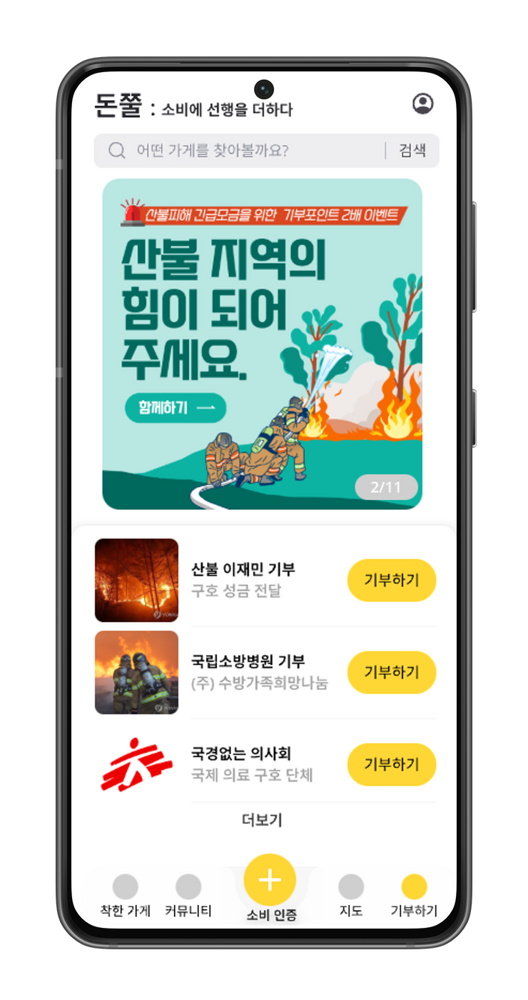 돈쭐 : 소비에 선행을 더하다
어떤 가게를 찾아볼까요? 검색
산불피해 긴급모금을 위한 기부포인트 2배 이벤트
산불 지역의
힘이 되어
주세요.
함께하기
2/11
산불 이재민 기부
구호 성금 전달
기부하기
국립소방병원 기부
(주) 수방가족희망나눔
기부하기
국경없는 의사회
국제 의료 구호 단체
기부하기
더보기
착한 가게 커뮤니티 소비 인증 지도 기부하기